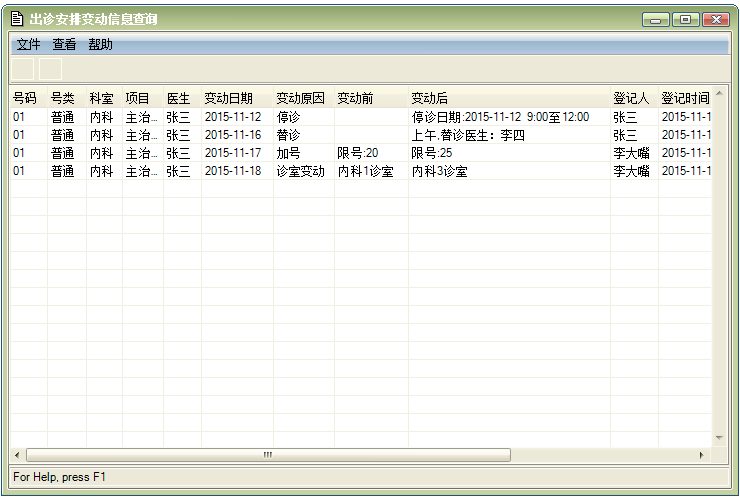 出诊安排变动信息查询
文件 查看 帮助
号码 号类 科室 项目 医生 变动日期 变动原因 变动前 变动后 登记人 登记时间
01 普通 内科 主治... 张三 2015-11-12 停诊 停诊日期:2015-11-12 9:00至12:00 张三 2015-11-1
01 普通 内科 主治... 张三 2015-11-16 替诊 上午,替诊医生：李四 张三 2015-11-1
01 普通 内科 主治... 张三 2015-11-17 加号 限号:20 限号:25 李大嘴 2015-11-1
01 普通 内科 主治... 张三 2015-11-18 诊室变动 内科1诊室 内科3诊室 李大嘴 2015-11-1
For Help, press F1